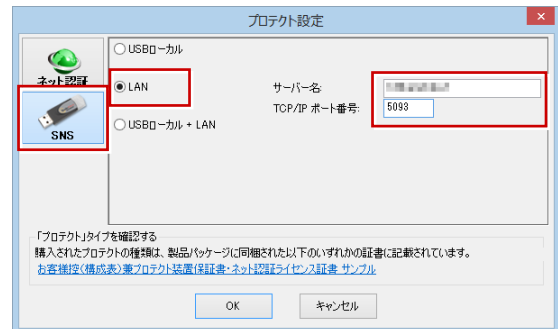 プロテクト設定
×
ネット認証
SNS
USBローカル
LAN
USBローカル + LAN
サーバー名:
TCP/IP ポート番号:
5093
「プロテクト」タイプを確認する
購入されたプロテクトの種類は、製品パッケージに同梱された以下のいずれかの証書に記載されています。
お客様控(構成表)兼プロテクト装置保証書・ネット認証ライセンス証書 サンプル
OK
キャンセル